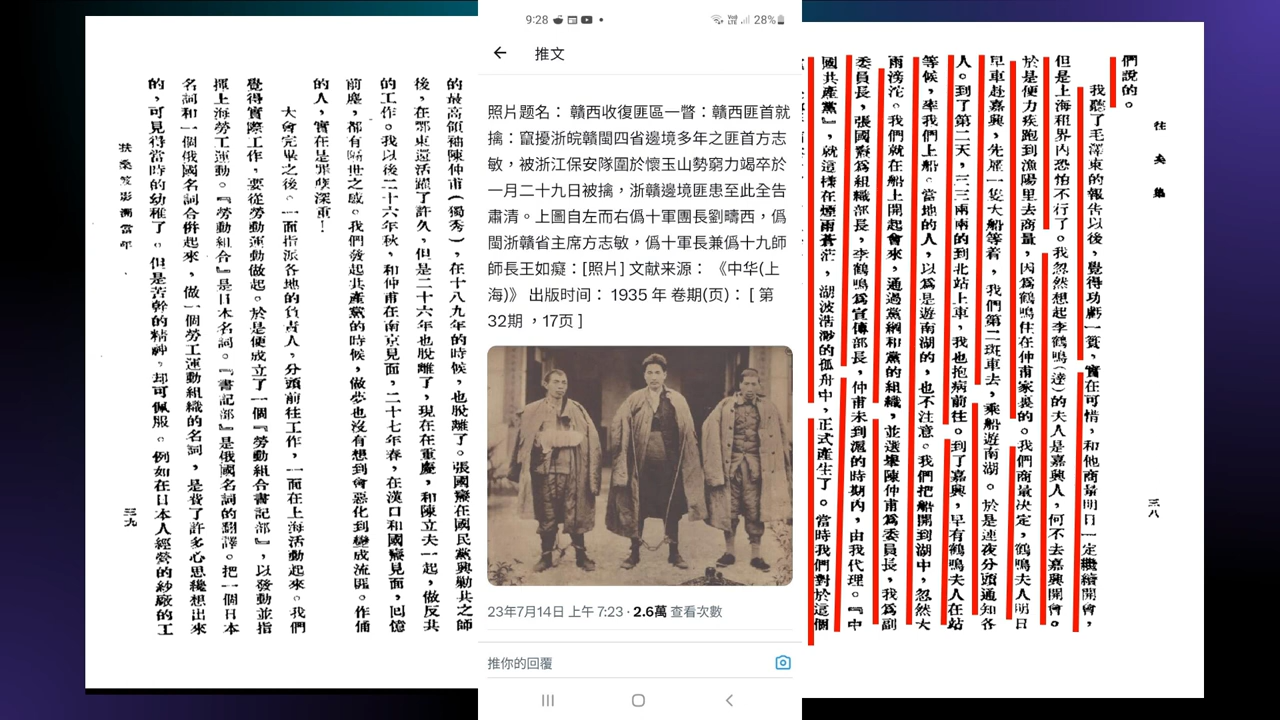 往矣集
三八
們說的。
我聽了毛澤東的報告以後，覺得功虧一簣，實在可惜，和他商量明日一定繼續開會，
但是上海租界內恐怕不行了。我忽然想起李鶴鳴（達）的夫人是嘉興人，何不去嘉興開會。
於是便力疾跑到漁陽里去商量，因爲鶴鳴住在仲甫家裏的。我們商量決定，鶴鳴夫人明日
早車赴嘉興，先雇一隻大船等着，我們第二班車去，乘船遊南湖。於是連夜分頭通知各
人。到了第二天，三三兩兩的到北站上車，我也抱病前往。到了嘉興，早有鶴鳴夫人在站
等候，率我們上船。當地的人，以爲是遊南湖的，也不注意。我們把船開到湖中，忽然大
雨滂沱。我們就在船上開起會來，通過黨綱和黨的組織，並選舉陳仲甫爲委員長，我爲副
委員長，張國燾爲組織部長，李鶴鳴爲宣傳部長，仲甫未到滬的時期內，由我代理。『中
國共產黨』，就這樣在煙雨蒼茫，湖波浩渺的孤舟中，正式產生了。當時我們對於這個
9:28
28%
推文
照片题名： 贛西收復匪區一瞥：贛西匪首就
擒：竄擾浙皖贛閩四省邊境多年之匪首方志
敏，被浙江保安隊圍於懷玉山勢窮力竭卒於
一月二十九日被擒，浙贛邊境匪患至此全告
肅清。上圖自左而右僞十軍團長劉疇西，僞
閩浙贛省主席方志敏，僞十軍長兼僞十九師
師長王如癡：[照片] 文献来源： 《中华(上
海)》 出版时间： 1935 年 卷期(页)： [ 第
32期 ，17页 ]
23年7月14日 上午 7:23 · 2.6萬 查看次數
推你的回覆
的最高領袖陳仲甫（獨秀），在十八九年的時候，也脫離了。張國燾在國民黨興勦共之師
後，在鄂東還活躍了許久，但是二十六年也脫離了，現在在重慶，和陳立夫一起，做反共
的工作。我以後二十六年秋，和仲甫在南京見面，二十七年春，在漢口和國燾見面，囘憶
前塵，都有隔世之感。我們發起共產黨的時候，做夢也沒有想到會惡化到變成流匪。作俑
的人，實在是罪孽深重！
大會完畢之後。一面指派各地的負責人，分頭前往工作，一面在上海活動起來。我們
覺得實際工作，要從勞動運動做起。於是便成立了一個『勞動組合書記部』，以發動並指
揮上海勞工運動。『勞動組合』是日本名詞。『書記部』是俄國名詞的翻譯。把一個日本
名詞和一個俄國名詞合併起來，做一個勞工運動組織的名詞，是費了許多心思纔想出來
的，可見得當時的幼稚了。但是苦幹的精神，却可佩服。例如在日本人經營的紗廠的工
扶桑笈影溯當年
三九